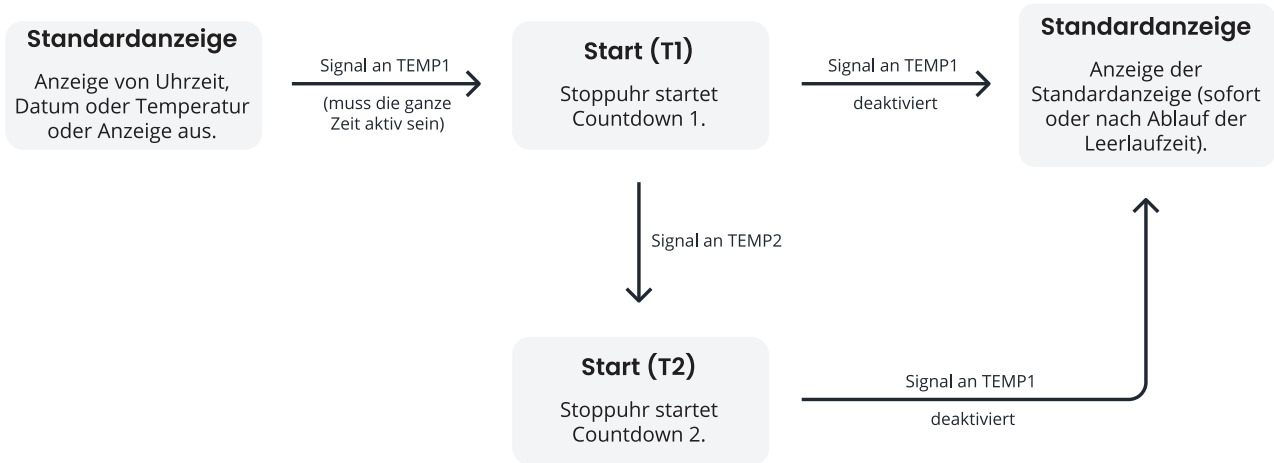 Standardanzeige
Anzeige von Uhrzeit,
Datum oder Temperatur
oder Anzeige aus.
Signal an TEMP1
(muss die ganze
Zeit aktiv sein)
Start (T1)
Stoppuhr startet
Countdown 1.
Signal an TEMP1
deaktiviert
Standardanzeige
Anzeige der
Standardanzeige (sofort
oder nach Ablauf der
Leerlaufzeit).
Signal an TEMP2
Start (T2)
Stoppuhr startet
Countdown 2.
Signal an TEMP1
deaktiviert